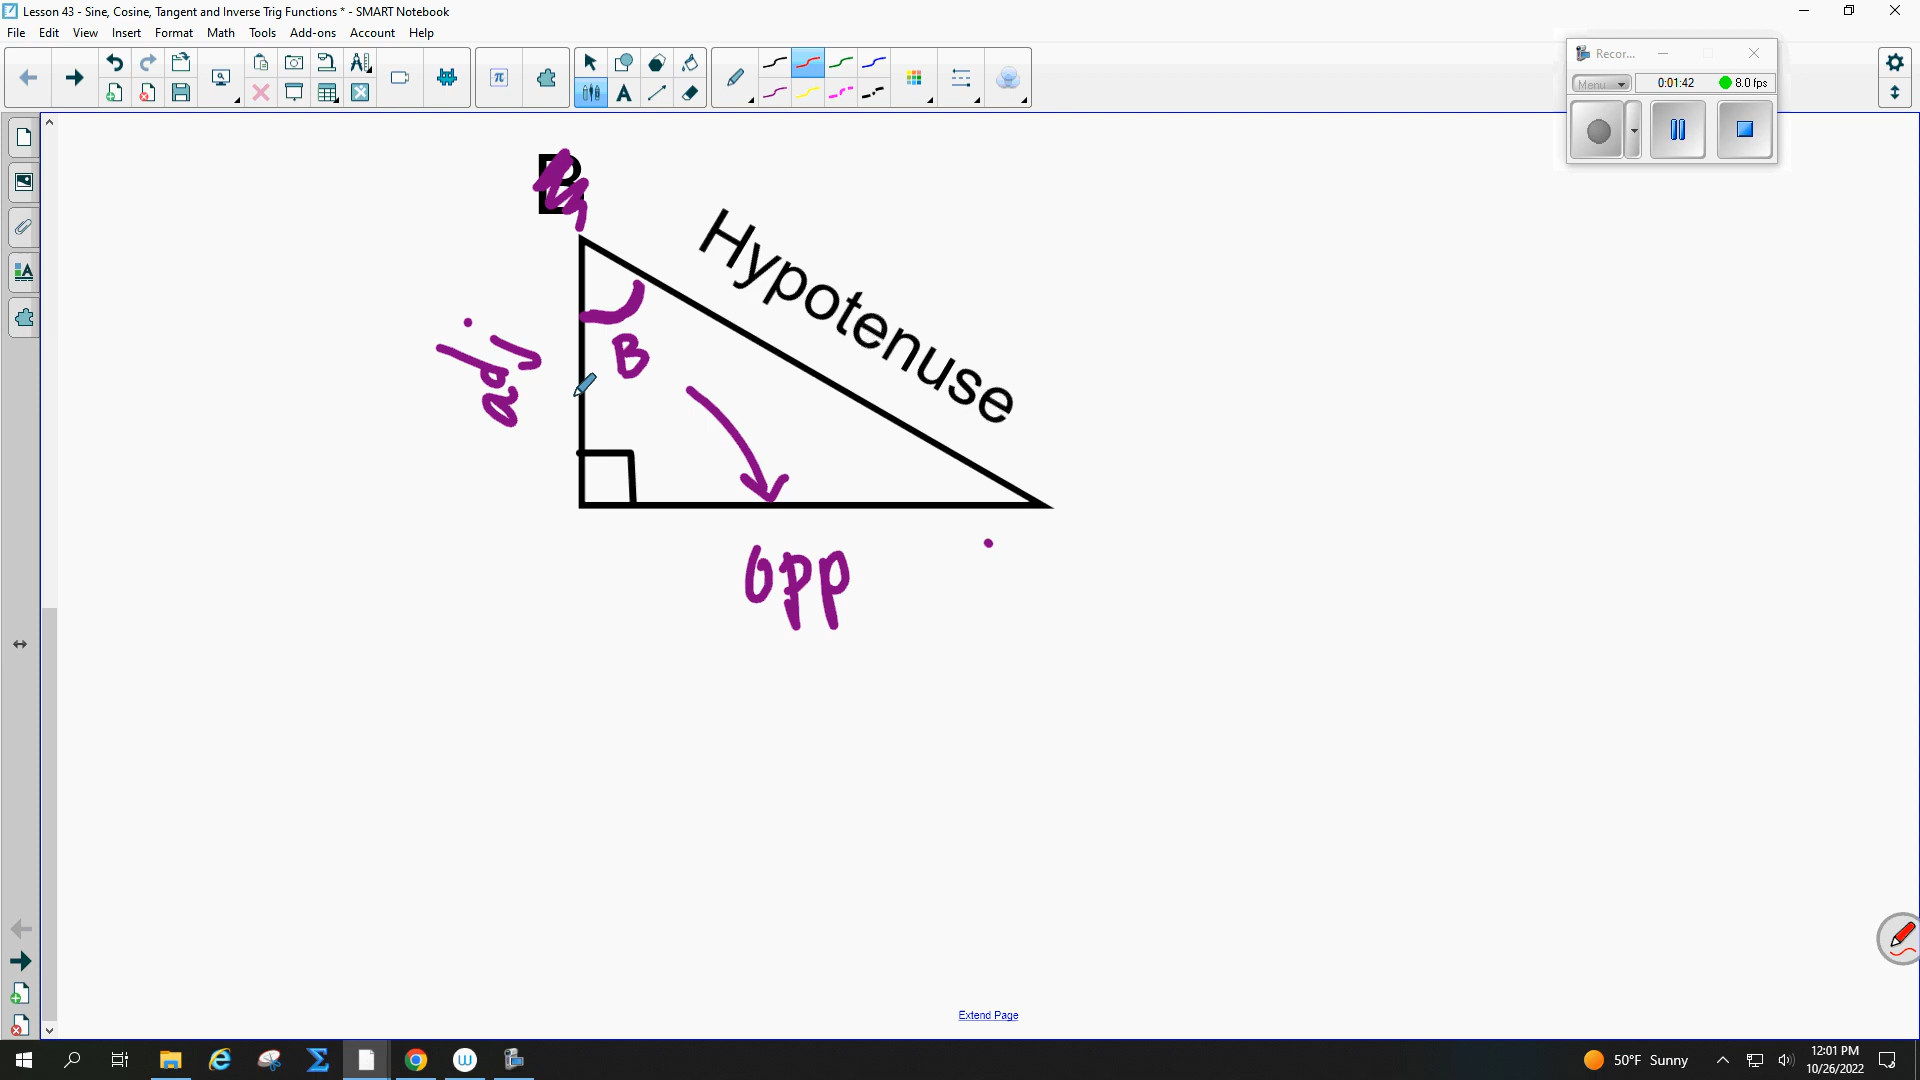 Lesson 43 - Sine, Cosine, Tangent and Inverse Trig Functions * - SMART Notebook
File Edit View Insert Format Math Tools Add-ons Help
Recor...
Menu 0:01:42 8.0 fps
B
Hypotenuse
adj
B
opp
Extend Page
50°F Sunny
12:01 PM
10/26/2022